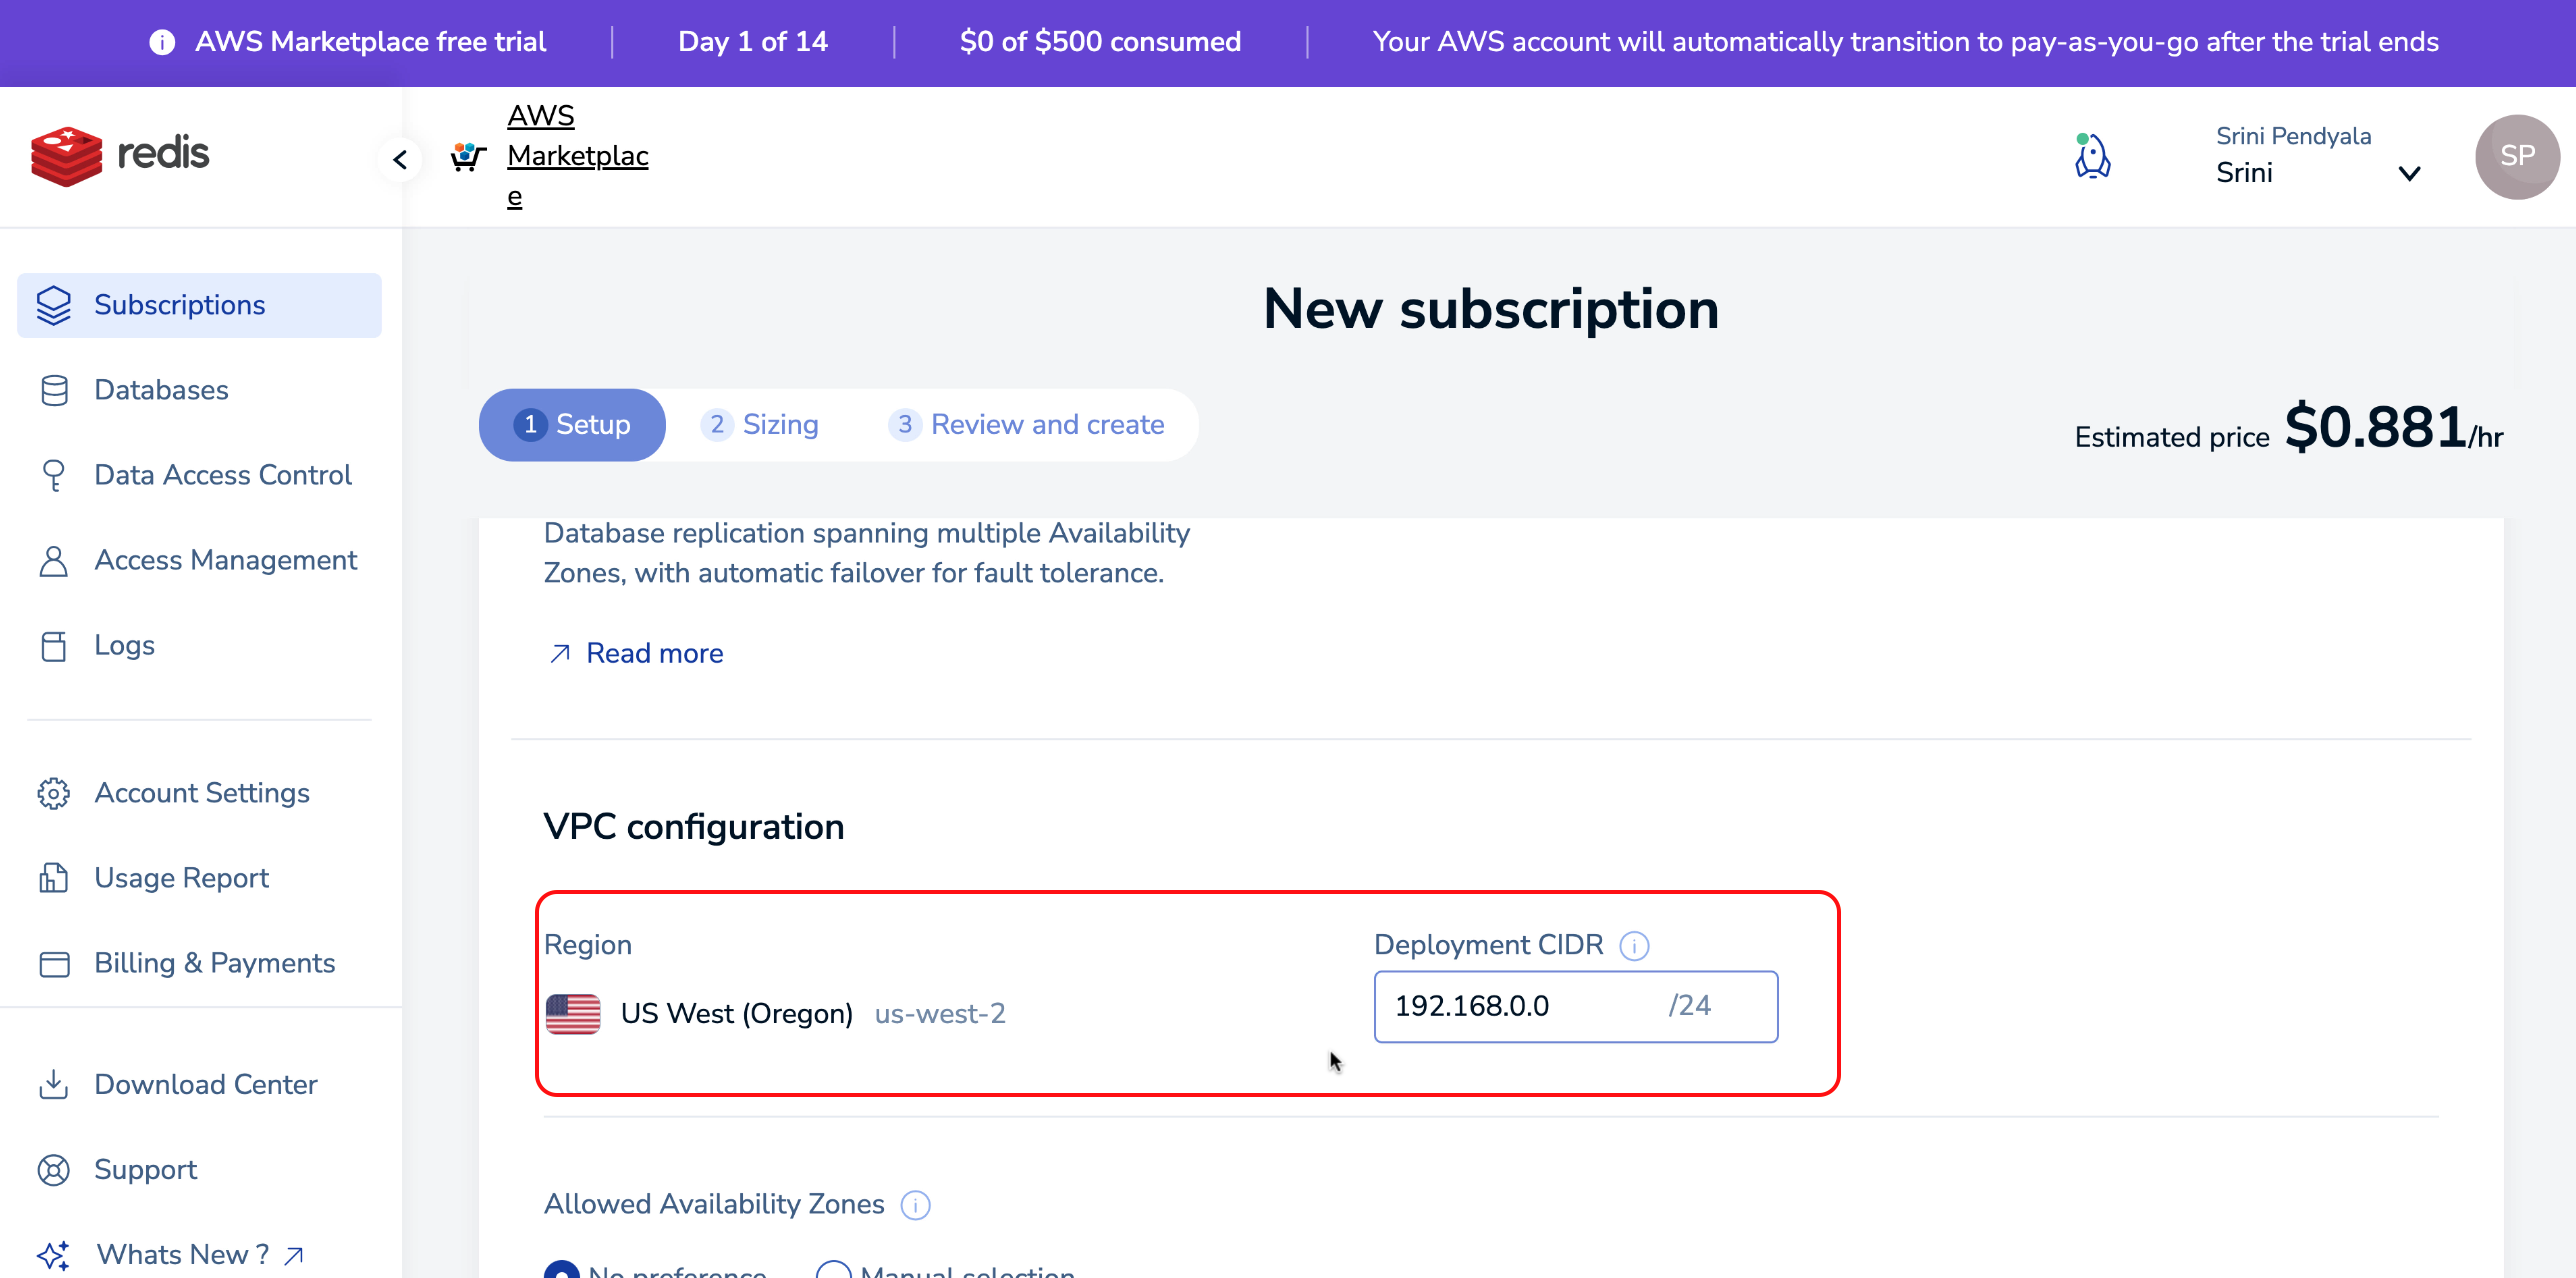 AWS Marketplace free trial
Day 1 of 14
$0 of $500 consumed
Your AWS account will automatically transition to pay-as-you-go after the trial ends
redis
AWS
Marketplac
e
Srini Pendyala
Srini
SP
Subscriptions
Databases
Data Access Control
Access Management
Logs
Account Settings
Usage Report
Billing & Payments
Download Center
Support
Whats New ?
New subscription
1 Setup
2 Sizing
3 Review and create
Estimated price $0.881/hr
Database replication spanning multiple Availability
Zones, with automatic failover for fault tolerance.
Read more
VPC configuration
Region
US West (Oregon) us-west-2
Deployment CIDR
192.168.0.0 /24
Allowed Availability Zones
No preference
Manual selection